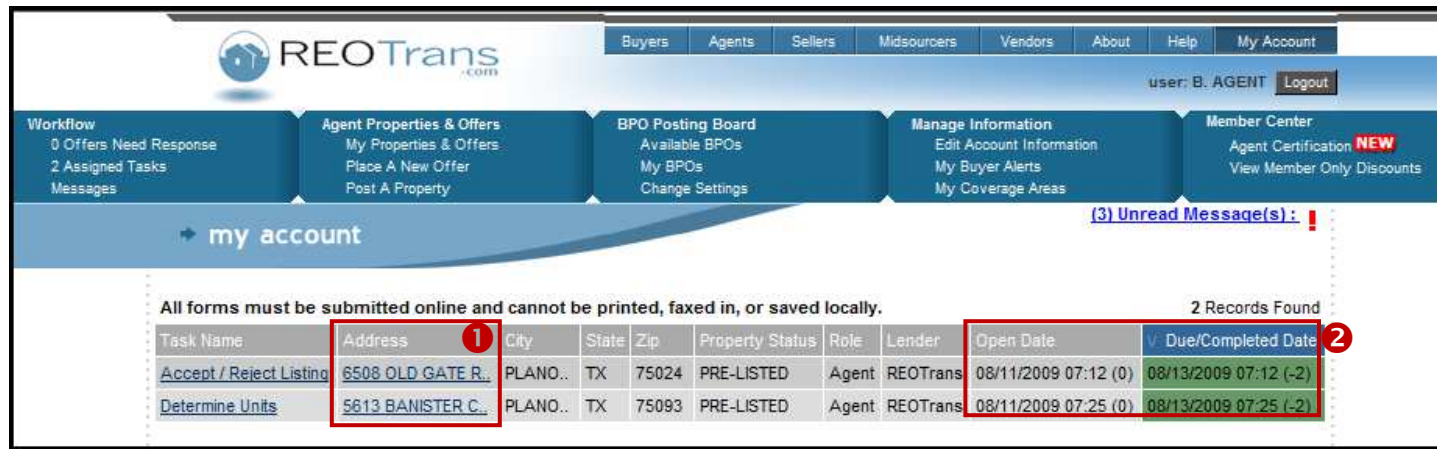 REOTrans
.com
Buyers Agents Sellers Midsourcers Vendors About Help My Account
user: B. AGENT Logout
Workflow
0 Offers Need Response
2 Assigned Tasks
Messages
Agent Properties & Offers
My Properties & Offers
Place A New Offer
Post A Property
BPO Posting Board
Available BPOs
My BPOs
Change Settings
Manage Information
Edit Account Information
My Buyer Alerts
My Coverage Areas
Member Center
Agent Certification NEW
View Member Only Discounts
(3) Unread Message(s) : !
my account
All forms must be submitted online and cannot be printed, faxed in, or saved locally. 2 Records Found
Task Name Address 1 City State Zip Property Status Role Lender Open Date V Due/Completed Date 2
Accept / Reject Listing 6508 OLD GATE R.. PLANO.. TX 75024 PRE-LISTED Agent REOTrans 08/11/2009 07:12 (0) 08/13/2009 07:12 (-2)
Determine Units 5613 BANISTER C.. PLANO.. TX 75093 PRE-LISTED Agent REOTrans 08/11/2009 07:25 (0) 08/13/2009 07:25 (-2)